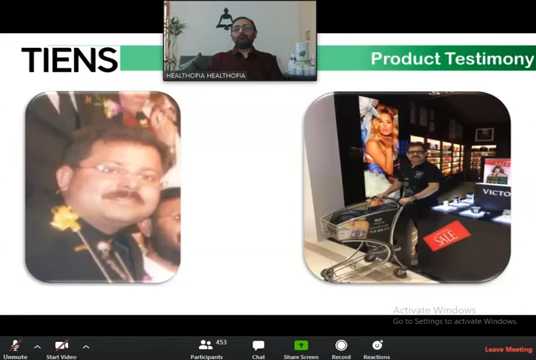 TIENS
Product Testimony
HEALTHOPIA HEALTHOPIA
VICTO
SALE
Activate Windows
Go to Settings to activate Windows.
453
Unmute
Start Video
Participants
Chat
Share Screen
Record
Reactions
Leave Meeting